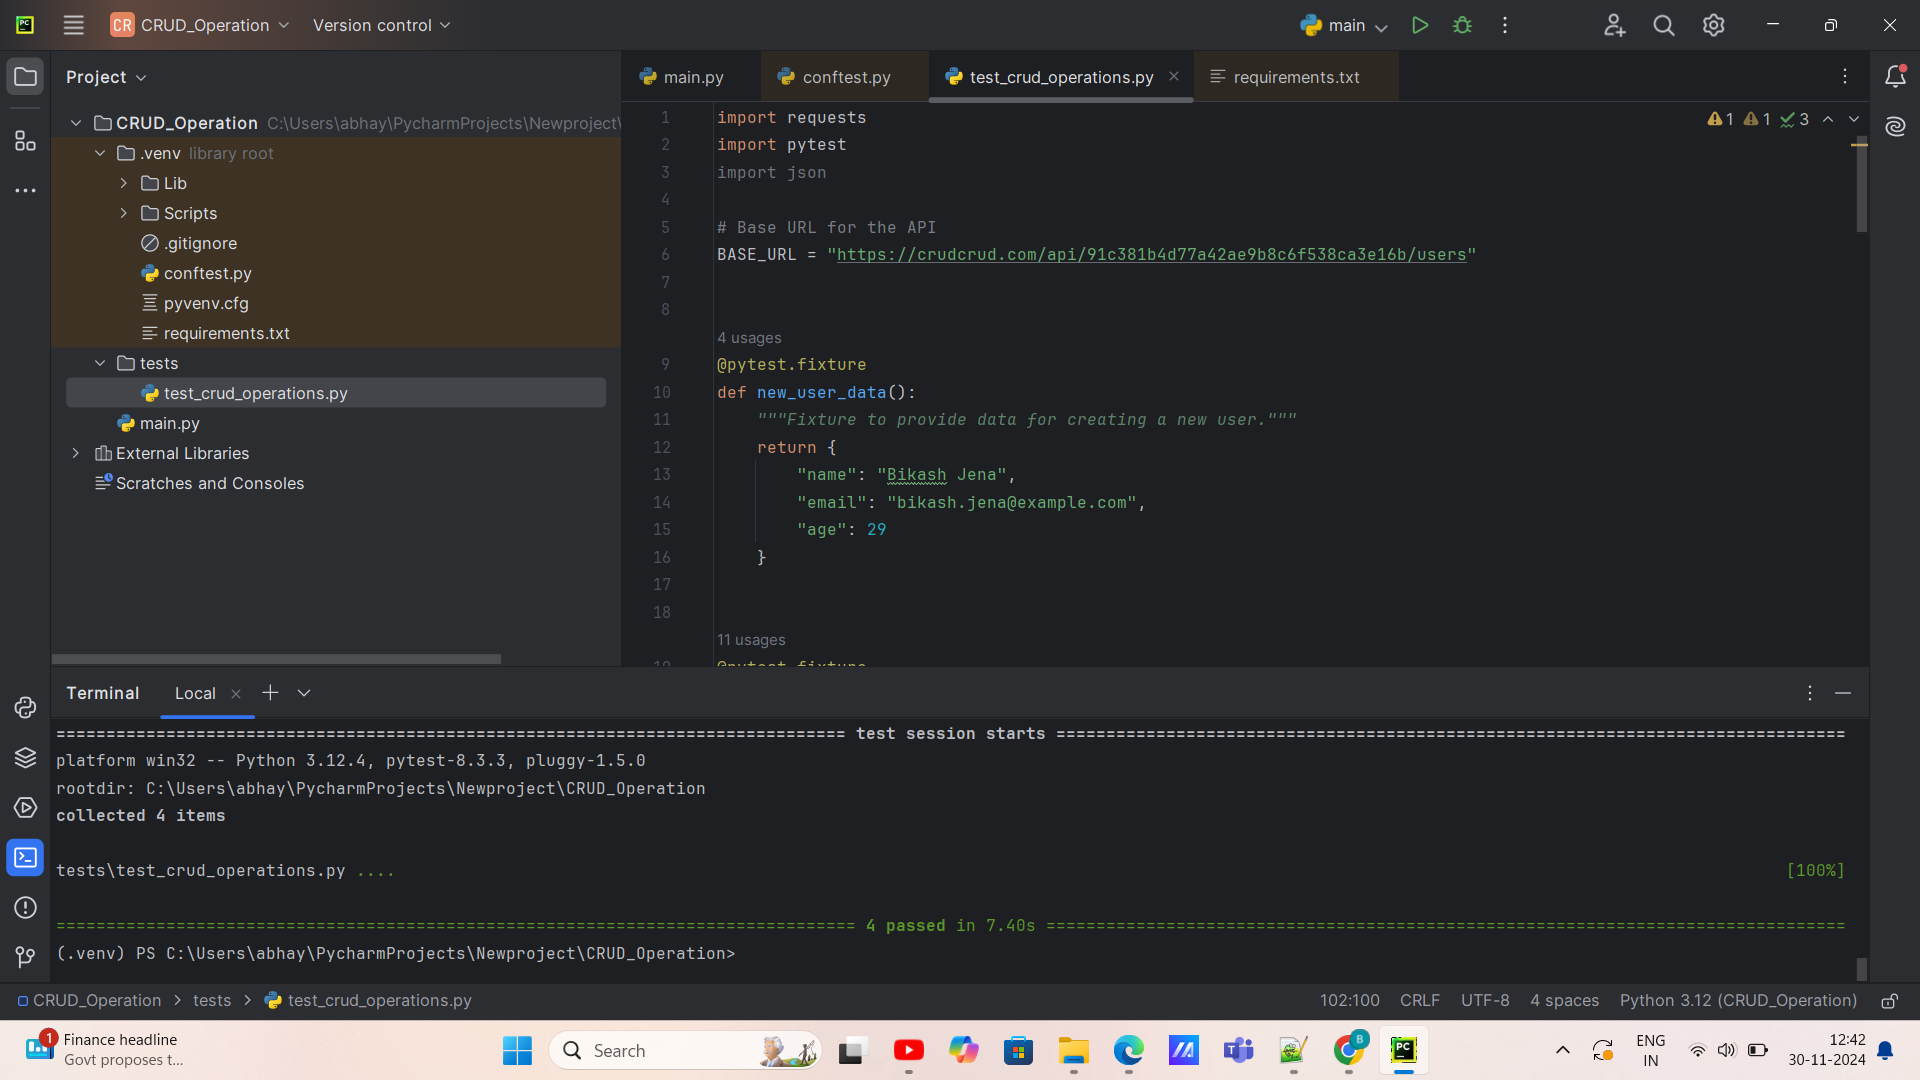 PC
CR CRUD_Operation
Version control
main
Project
main.py
conftest.py
test_crud_operations.py
requirements.txt
CRUD_Operation C:\Users\abhay\PycharmProjects\Newproject\
.venv library root
Lib
Scripts
.gitignore
conftest.py
pyvenv.cfg
requirements.txt
tests
test_crud_operations.py
main.py
External Libraries
Scratches and Consoles
1 1 3
1 import requests
2 import pytest
3 import json
4
5 # Base URL for the API
6 BASE_URL = "https://crudcrud.com/api/91c381b4d77a42ae9b8c6f538ca3e16b/users"
7
8
4 usages
9 @pytest.fixture
10 def new_user_data():
11 """Fixture to provide data for creating a new user."""
12 return {
13 "name": "Bikash Jena",
14 "email": "bikash.jena@example.com",
15 "age": 29
16 }
17
18
11 usages
19 @pytest.fixture
Terminal
Local
============================================================================== test session starts ==============================================================================
platform win32 -- Python 3.12.4, pytest-8.3.3, pluggy-1.5.0
rootdir: C:\Users\abhay\PycharmProjects\Newproject\CRUD_Operation
collected 4 items
tests\test_crud_operations.py .... [100%]
=============================================================================== 4 passed in 7.40s ===============================================================================
(.venv) PS C:\Users\abhay\PycharmProjects\Newproject\CRUD_Operation>
CRUD_Operation > tests > test_crud_operations.py
102:100 CRLF UTF-8 4 spaces Python 3.12 (CRUD_Operation)
1
Finance headline
Govt proposes t...
Search
B
PC
ENG
IN
12:42
30-11-2024